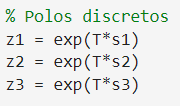 % Polos discretos
z1 = exp(T*s1)
z2 = exp(T*s2)
z3 = exp(T*s3)